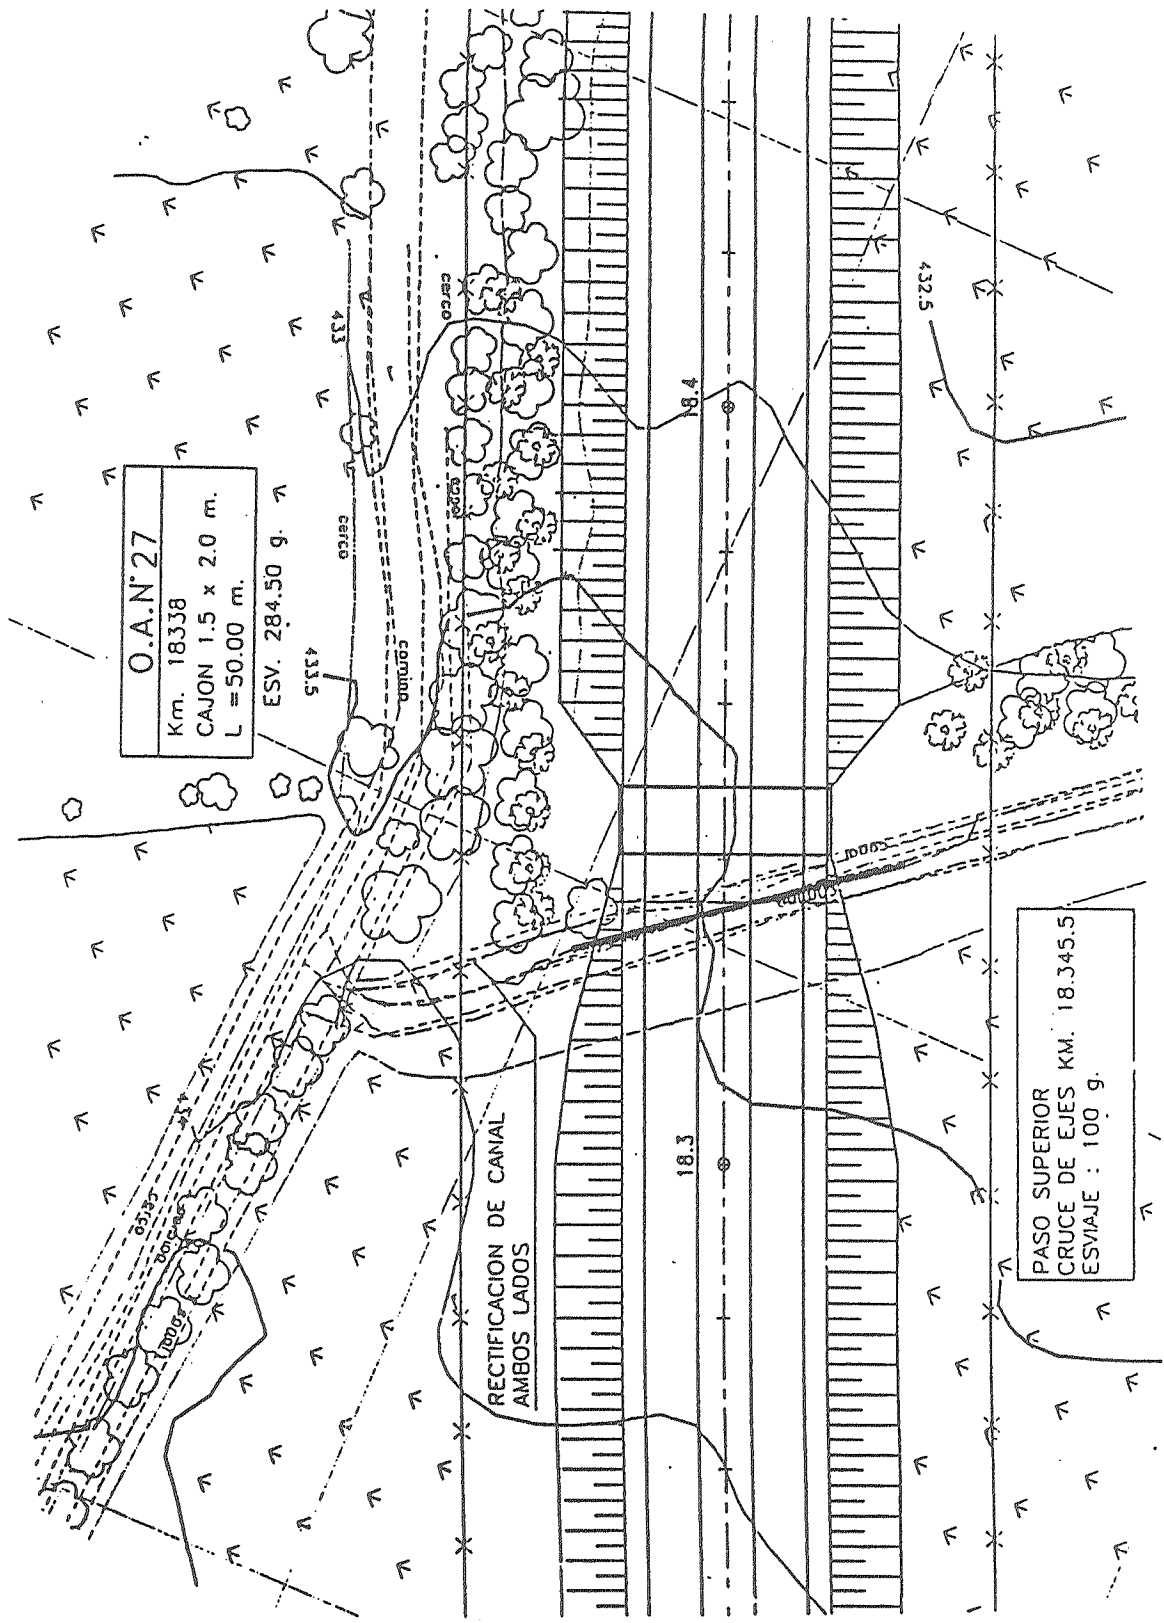 O.A.N°27
Km. 18338
CAJON 1.5 x 2.0 m.
L = 50.00 m.
ESV. 284.50 g.
433.5
433
cerco
cerco
camino
432.5
18.4
18.3
RECTIFICACION DE CANAL
AMBOS LADOS
PASO SUPERIOR
CRUCE DE EJES KM. 18.345.5
ESVIAJE : 100 g.